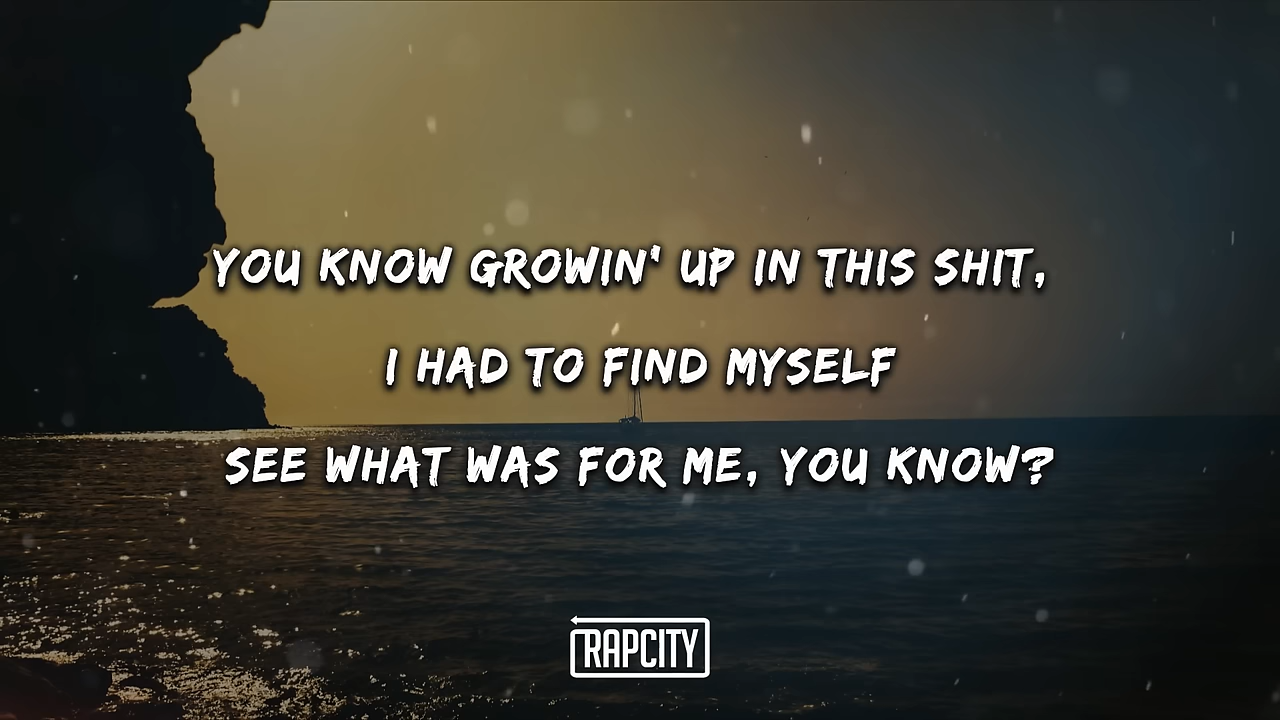 YOU KNOW GROWIN' UP IN THIS SHIT,
I HAD TO FIND MYSELF
SEE WHAT WAS FOR ME, YOU KNOW?
RAPCITY